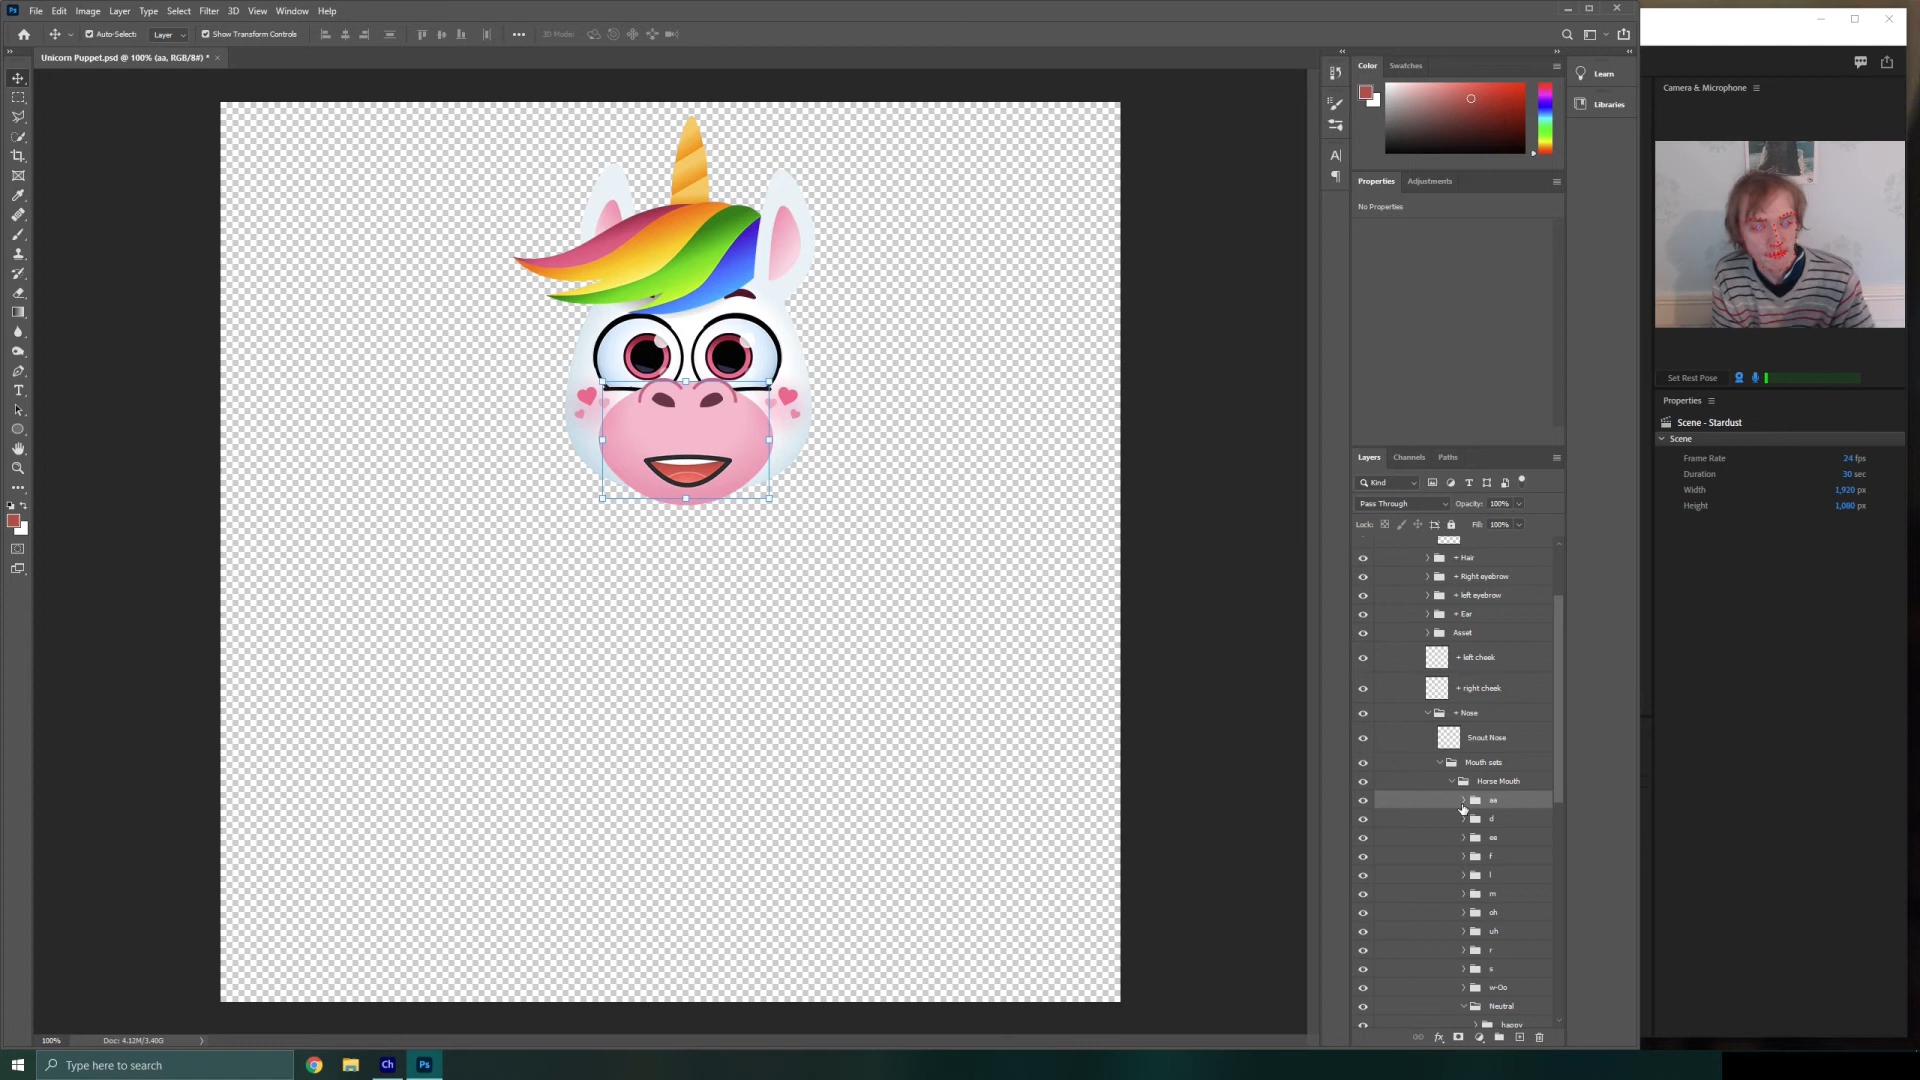 File Edit Image Layer Type Select Filter 3D View Window Help
Auto-Select: Layer Show Transform Controls 3D Mode:
Unicorn Puppet.psd @ 100% (aa, RGB/8#) *
Color Swatches
Learn
Libraries
Properties Adjustments
No Properties
Layers Channels Paths
Kind
Pass Through Opacity: 100%
Lock: Fill: 100%
+ Hair
+ Right eyebrow
+ left eyebrow
+ Ear
Asset
+ left cheek
+ right cheek
+ Nose
Snout Nose
Mouth sets
Horse Mouth
aa
d
ee
f
l
m
oh
uh
r
s
w-Oo
Neutral
happy
100% Doc: 4.12M/3.40G
Camera & Microphone
Set Rest Pose
Properties
Scene - Stardust
Scene
Frame Rate 24 fps
Duration 30 sec
Width 1,920 px
Height 1,080 px
Type here to search
Ch
Ps